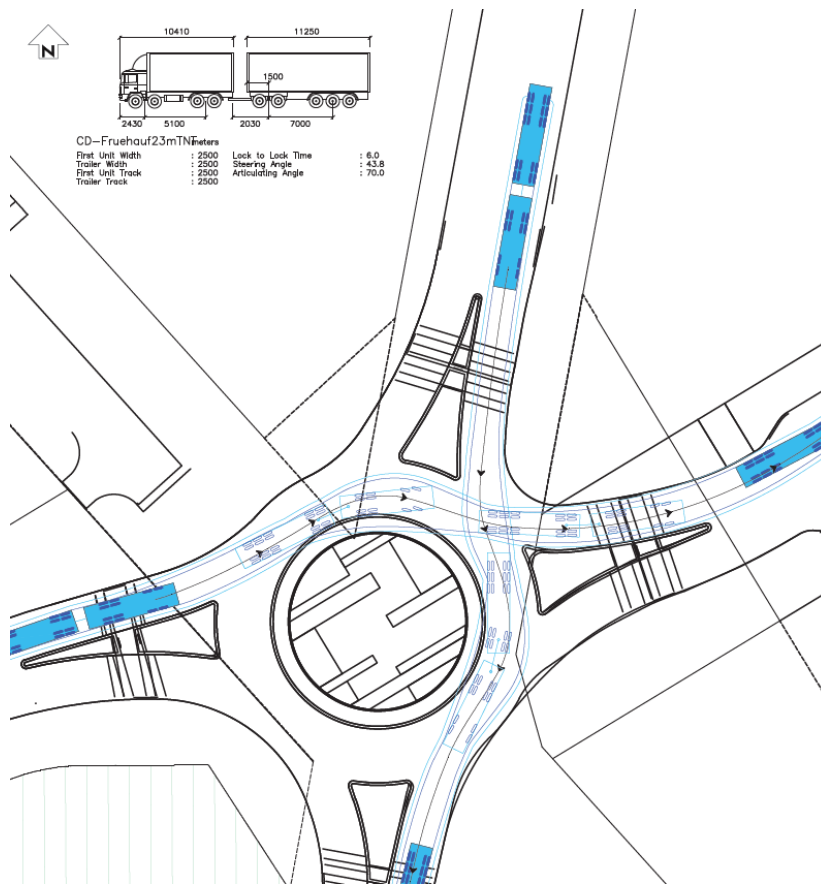 N
10410 11250
1500
2430 5100 2030 7000
CD-Fruehauf23mTNT
meters
First Unit Width : 2500 Lock to Lock Time : 6.0
Trailer Width : 2500 Steering Angle : 43.8
First Unit Track : 2500 Articulating Angle : 70.0
Trailer Track : 2500